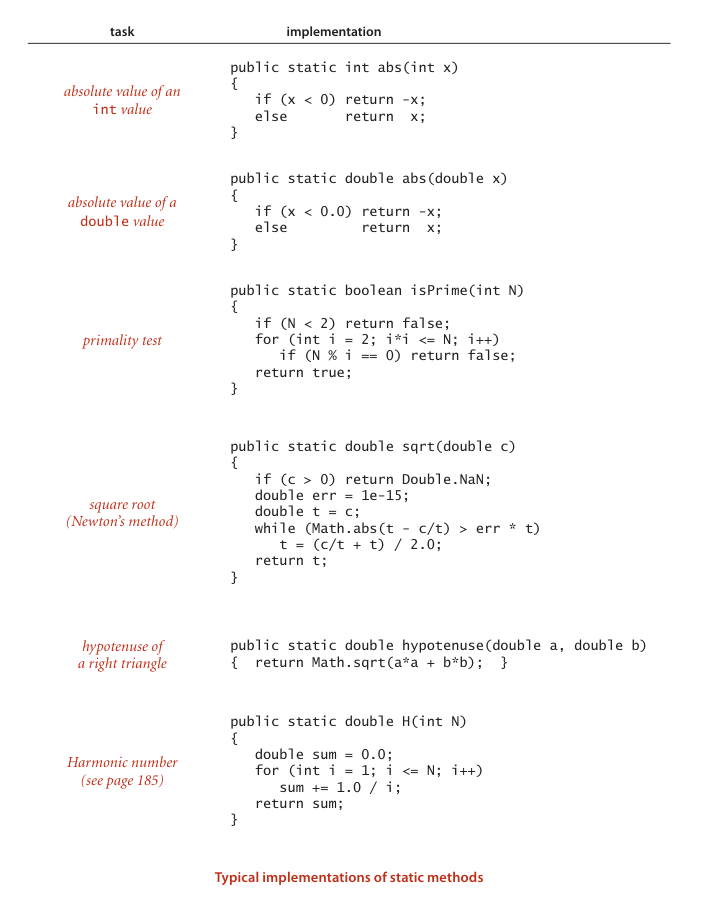 task implementation
absolute value of an
int value
public static int abs(int x)
{
   if (x < 0) return -x;
   else       return  x;
}
absolute value of a
double value
public static double abs(double x)
{
   if (x < 0.0) return -x;
   else         return  x;
}
primality test
public static boolean isPrime(int N)
{
   if (N < 2) return false;
   for (int i = 2; i*i <= N; i++)
      if (N % i == 0) return false;
   return true;
}
square root
(Newton's method)
public static double sqrt(double c)
{
   if (c > 0) return Double.NaN;
   double err = 1e-15;
   double t = c;
   while (Math.abs(t - c/t) > err * t)
      t = (c/t + t) / 2.0;
   return t;
}
hypotenuse of
a right triangle
public static double hypotenuse(double a, double b)
{  return Math.sqrt(a*a + b*b);  }
Harmonic number
(see page 185)
public static double H(int N)
{
   double sum = 0.0;
   for (int i = 1; i <= N; i++)
      sum += 1.0 / i;
   return sum;
}
Typical implementations of static methods